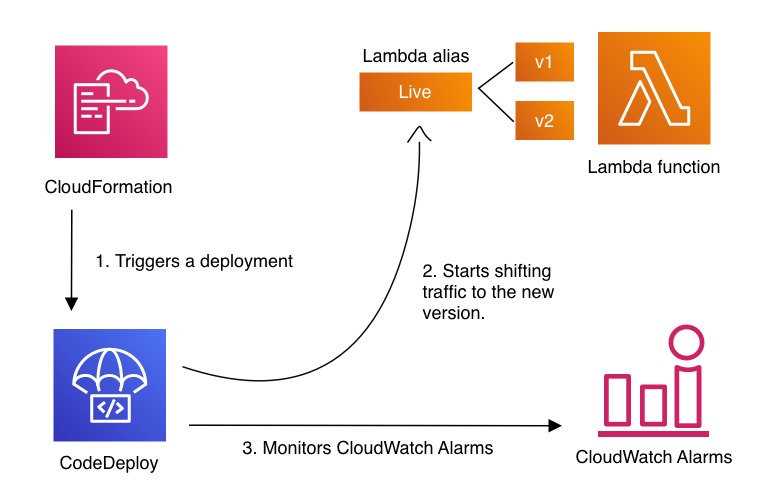 Lambda alias
Live
v1
v2
Lambda function
CloudFormation
1. Triggers a deployment
2. Starts shifting
traffic to the new
version.
</>
CodeDeploy
3. Monitors CloudWatch Alarms
CloudWatch Alarms